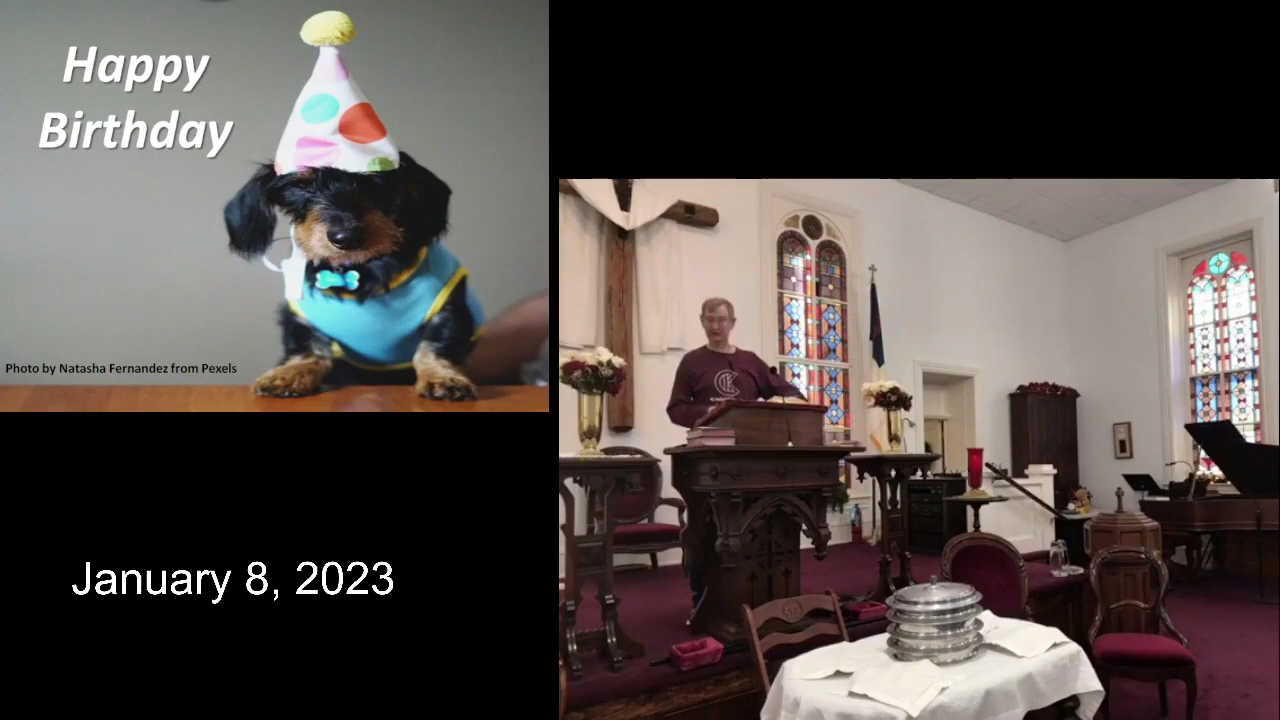 Happy
Birthday
Photo by Natasha Fernandez from Pexels
January 8, 2023